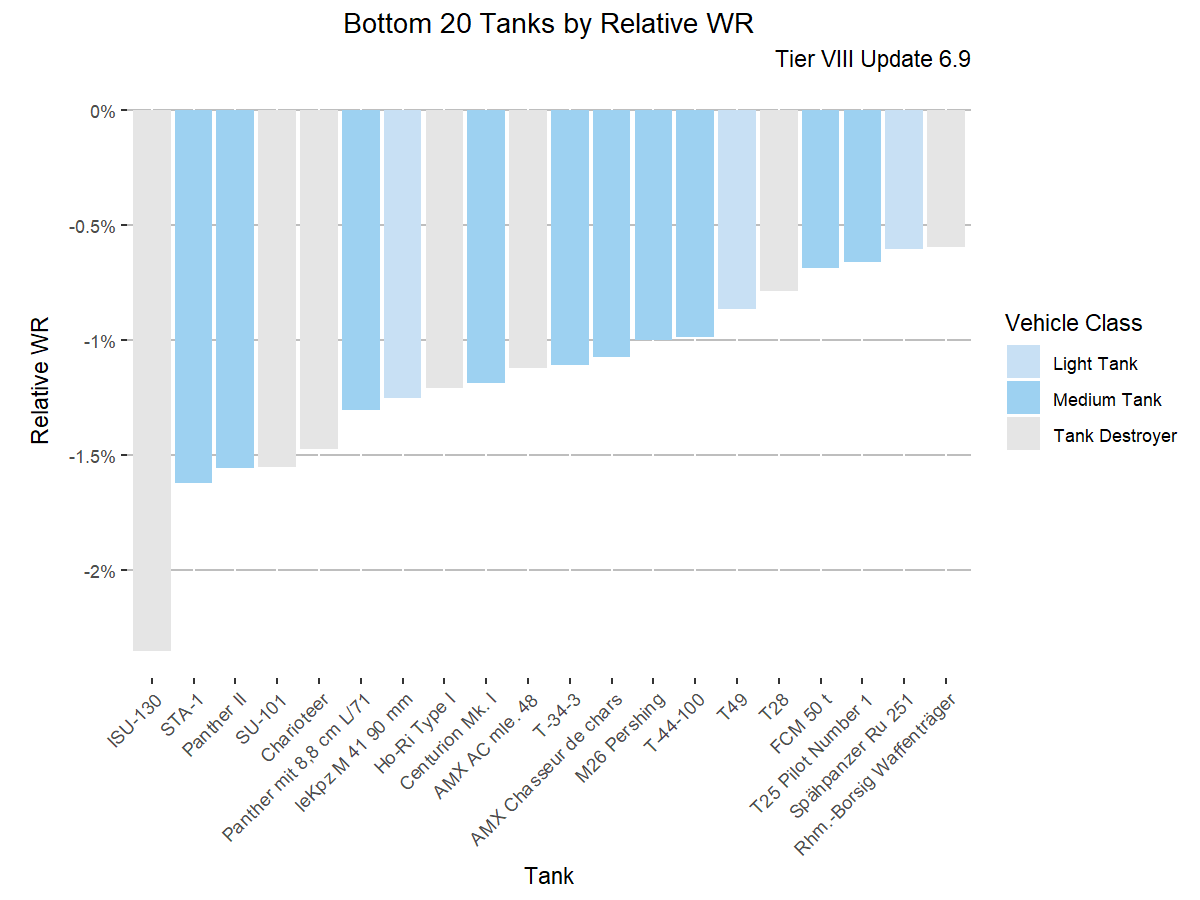 Bottom 20 Tanks by Relative WR
Tier VIII Update 6.9
0%
-0.5%
-1%
-1.5%
-2%
Relative WR
ISU-130
STA-1
Panther II
SU-101
Charioteer
Panther mit 8,8 cm L/71
leKpz M 41 90 mm
Ho-Ri Type I
Centurion Mk. I
AMX AC mle. 48
T-34-3
AMX Chasseur de chars
M26 Pershing
T-44-100
T49
T28
FCM 50 t
T25 Pilot Number 1
Spähpanzer Ru 251
Rhm.-Borsig Waffenträger
Tank
Vehicle Class
Light Tank
Medium Tank
Tank Destroyer